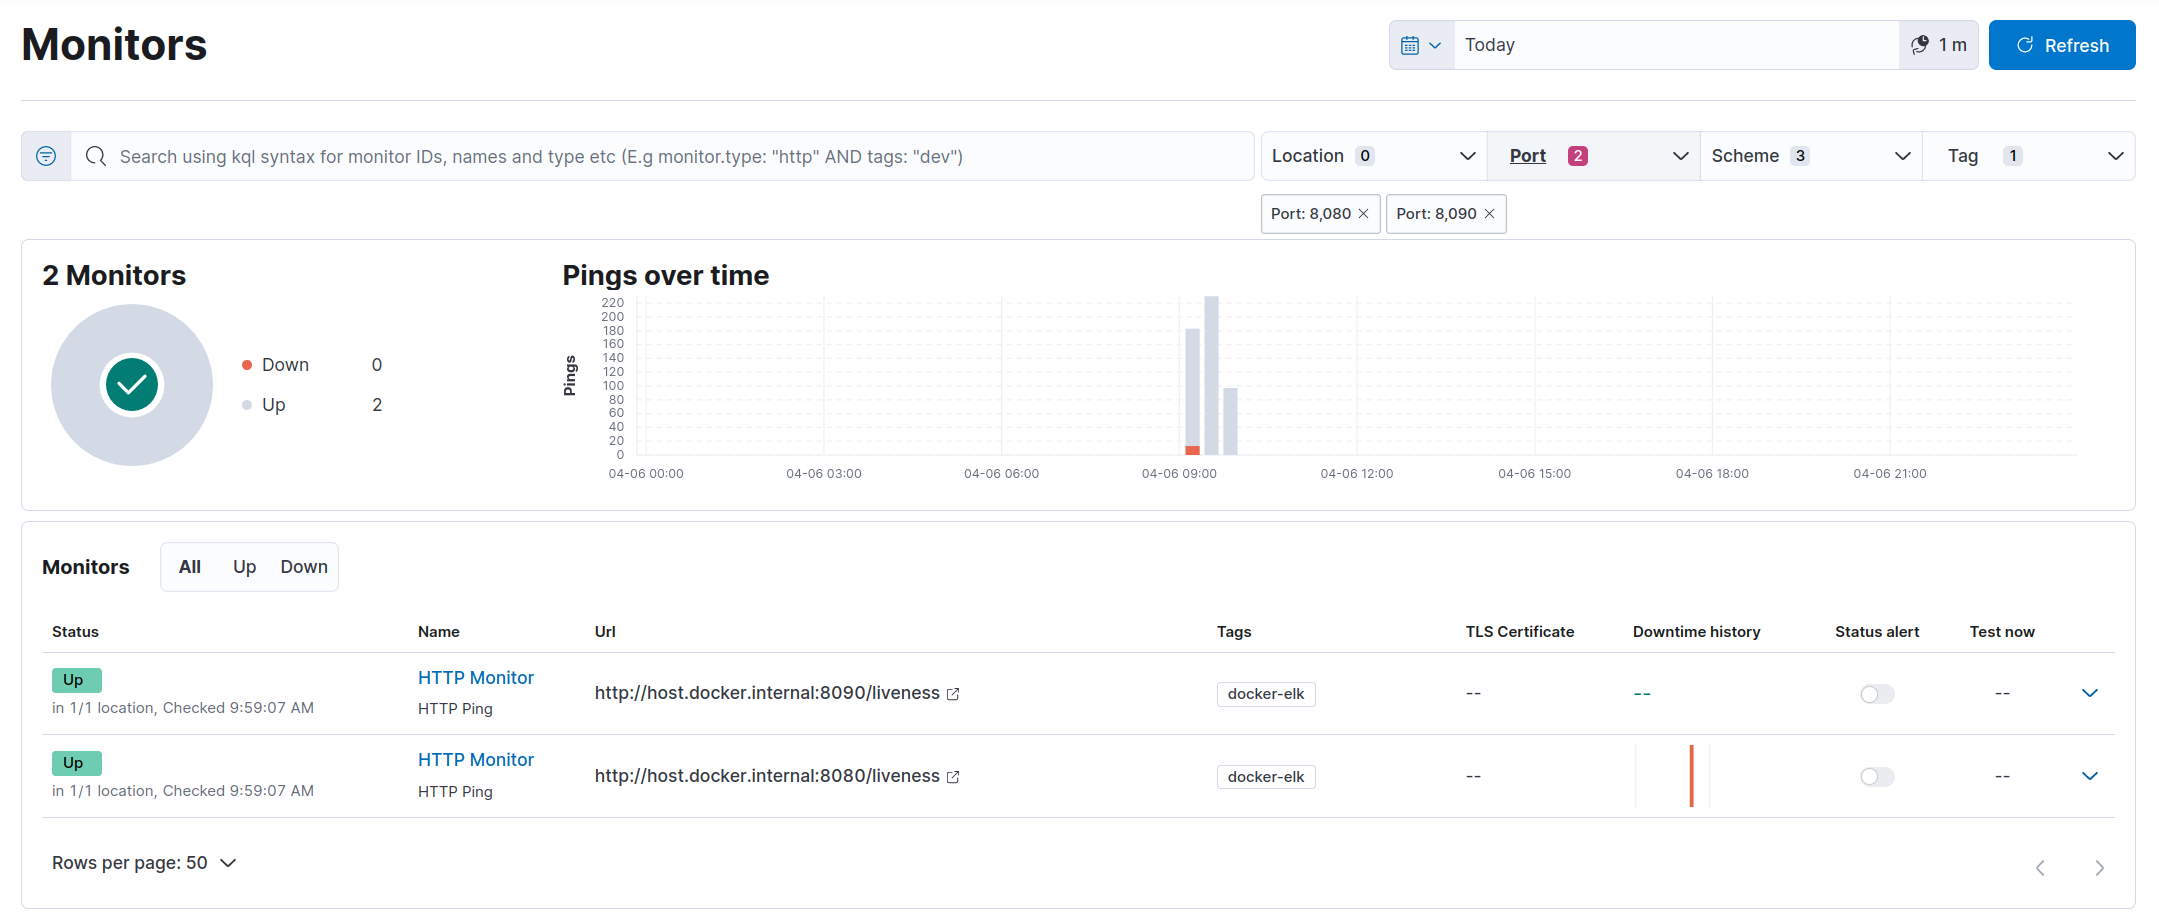 Monitors
Today
1 m
Refresh
Search using kql syntax for monitor IDs, names and type etc (E.g monitor.type: "http" AND tags: "dev")
Location 0
Port 2
Scheme 3
Tag 1
Port: 8,080
Port: 8,090
2 Monitors
Down 0
Up 2
Pings over time
Pings
220
200
180
160
140
120
100
80
60
40
20
0
04-06 00:00 04-06 03:00 04-06 06:00 04-06 09:00 04-06 12:00 04-06 15:00 04-06 18:00 04-06 21:00
Monitors All Up Down
Status Name Url Tags TLS Certificate Downtime history Status alert Test now
Up
in 1/1 location, Checked 9:59:07 AM
HTTP Monitor
HTTP Ping
http://host.docker.internal:8090/liveness
docker-elk
--
--
--
Up
in 1/1 location, Checked 9:59:07 AM
HTTP Monitor
HTTP Ping
http://host.docker.internal:8080/liveness
docker-elk
--
--
Rows per page: 50